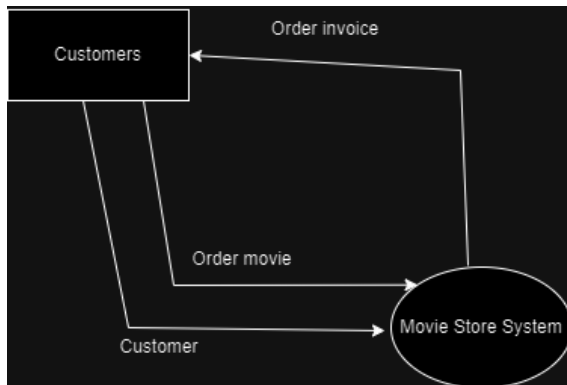 Order invoice
Customers
Order movie
Movie Store System
Customer